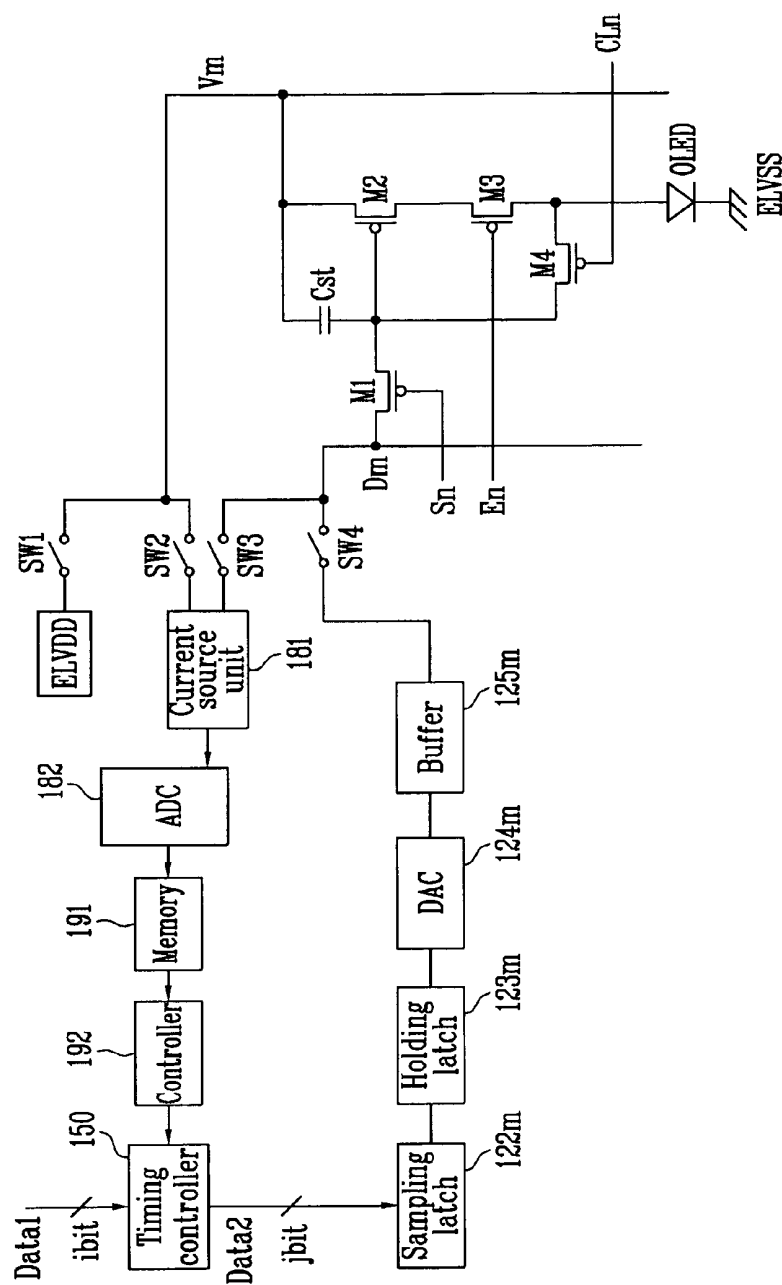 Data1
ibit
150
Timing
controller
Data2
jbit
192
Controller
191
Memory
182
ADC
181
Current
source
unit
ELVDD
SW1
SW2
SW3
SW4
122m
Sampling
latch
123m
Holding
latch
124m
DAC
125m
Buffer
Vm
Dm
Sn
En
CLn
M1
Cst
M2
M3
M4
OLED
ELVSS